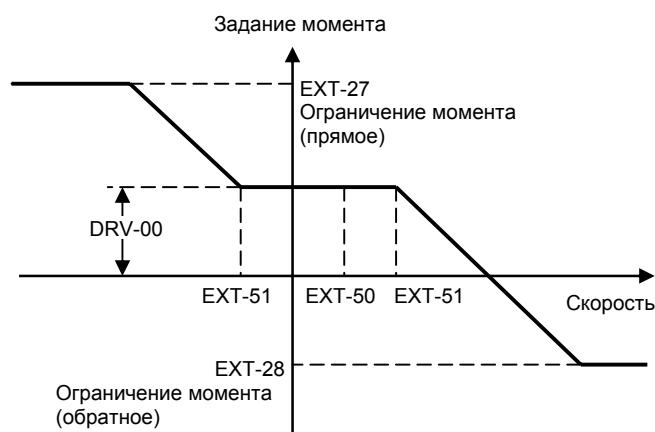 Задание момента
EXT-27
Ограничение момента
(прямое)
DRV-00
EXT-51
EXT-50
EXT-51
Скорость
EXT-28
Ограничение момента
(обратное)